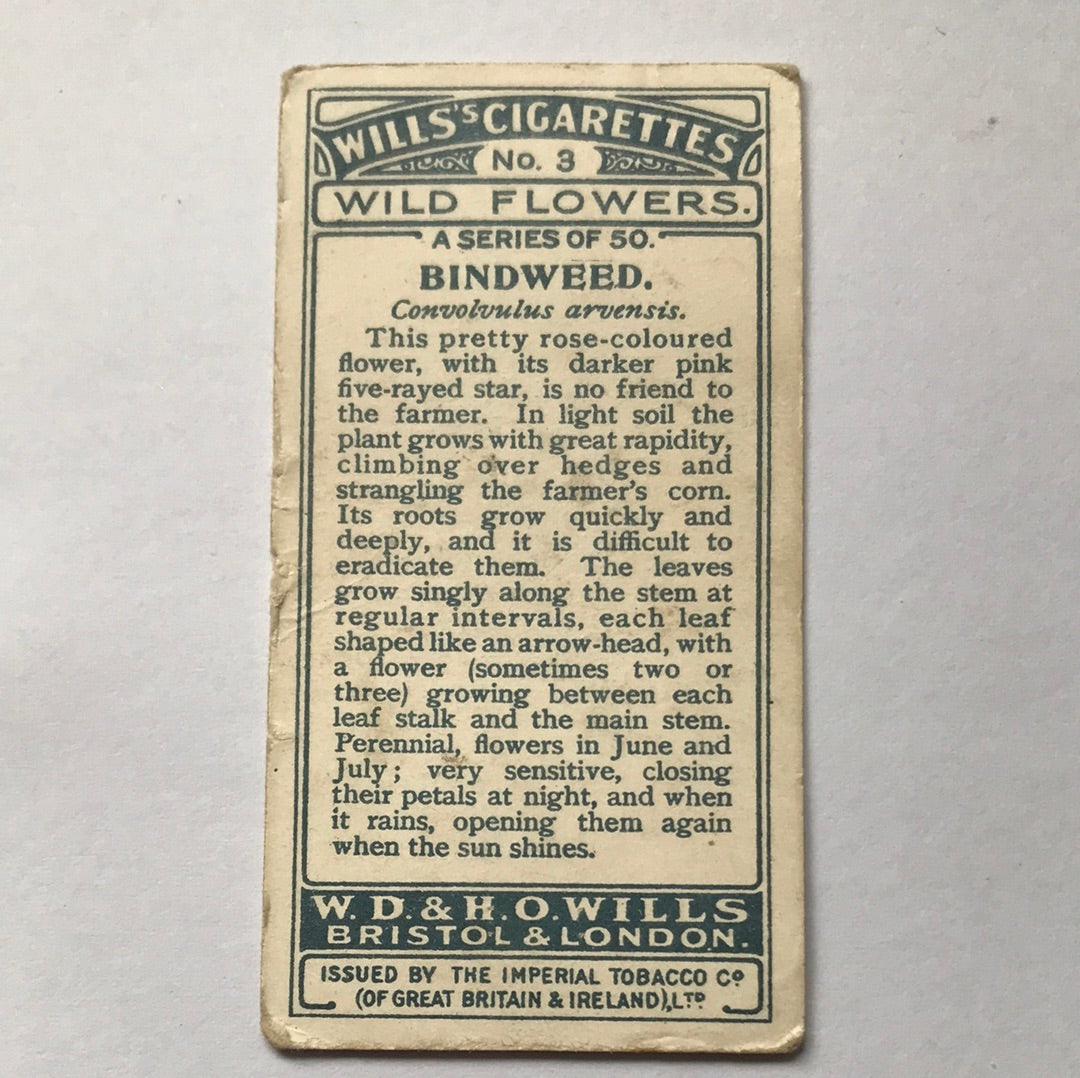 WILLS'S CIGARETTES
No. 3
WILD FLOWERS.
A SERIES OF 50.
BINDWEED.
Convolvulus arvensis.
This pretty rose-coloured
flower, with its darker pink
five-rayed star, is no friend to
the farmer. In light soil the
plant grows with great rapidity,
climbing over hedges and
strangling the farmer's corn.
Its roots grow quickly and
deeply, and it is difficult to
eradicate them. The leaves
grow singly along the stem at
regular intervals, each leaf
shaped like an arrow-head, with
a flower (sometimes two or
three) growing between each
leaf stalk and the main stem.
Perennial, flowers in June and
July; very sensitive, closing
their petals at night, and when
it rains, opening them again
when the sun shines.
W. D. & H. O. WILLS
BRISTOL & LONDON.
ISSUED BY THE IMPERIAL TOBACCO Co.
(OF GREAT BRITAIN & IRELAND), LTD.